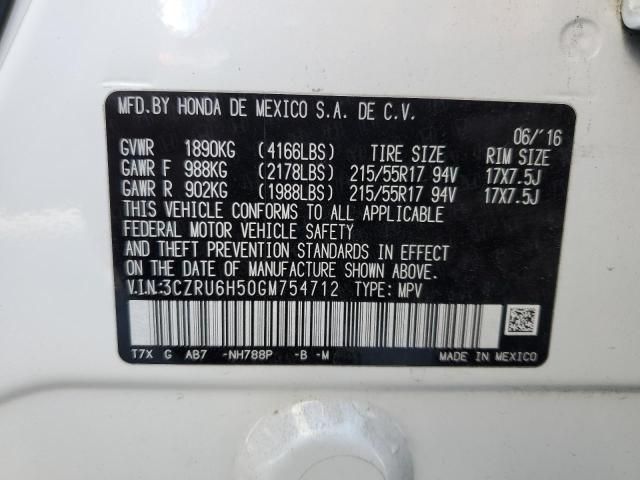 MFD.BY HONDA DE MEXICO S.A. DE C.V.
06/'16
GVWR 1890KG (4166LBS) TIRE SIZE RIM SIZE
GAWR F 988KG (2178LBS) 215/55R17 94V 17X7.5J
GAWR R 902KG (1988LBS) 215/55R17 94V 17X7.5J
THIS VEHICLE CONFORMS TO ALL APPLICABLE
FEDERAL MOTOR VEHICLE SAFETY
AND THEFT PREVENTION STANDARDS IN EFFECT
ON THE DATE OF MANUFACTURE SHOWN ABOVE.
V.I.N.:3CZRU6H50GM754712 TYPE: MPV
T7X G AB7 -NH788P -B -M
MADE IN MEXICO